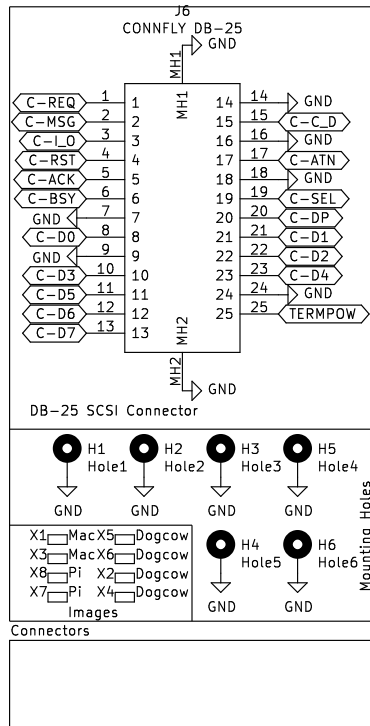 J6
CONNFLY DB-25
MH1 GND
MH1
C-REQ 1 1 14 14 GND
C-MSG 2 2 15 15 C-C_D
C-I_O 3 3 16 16 GND
C-RST 4 4 17 17 C-ATN
C-ACK 5 5 18 18 GND
C-BSY 6 6 19 19 C-SEL
GND 7 7 20 20 C-DP
C-D0 8 8 21 21 C-D1
GND 9 9 22 22 C-D2
C-D3 10 10 23 23 C-D4
C-D5 11 11 24 24 GND
C-D6 12 12 25 25 TERMPOW
C-D7 13 13
MH2
MH2 GND
DB-25 SCSI Connector
H1 H2 H3 H5
Hole1 Hole2 Hole3 Hole4
GND GND GND GND
H4 H6
Hole5 Hole6
GND GND
Mounting Holes
X1 Mac X5 Dogcow
X3 Mac X6 Dogcow
X8 Pi X2 Dogcow
X7 Pi X4 Dogcow
Images
Connectors